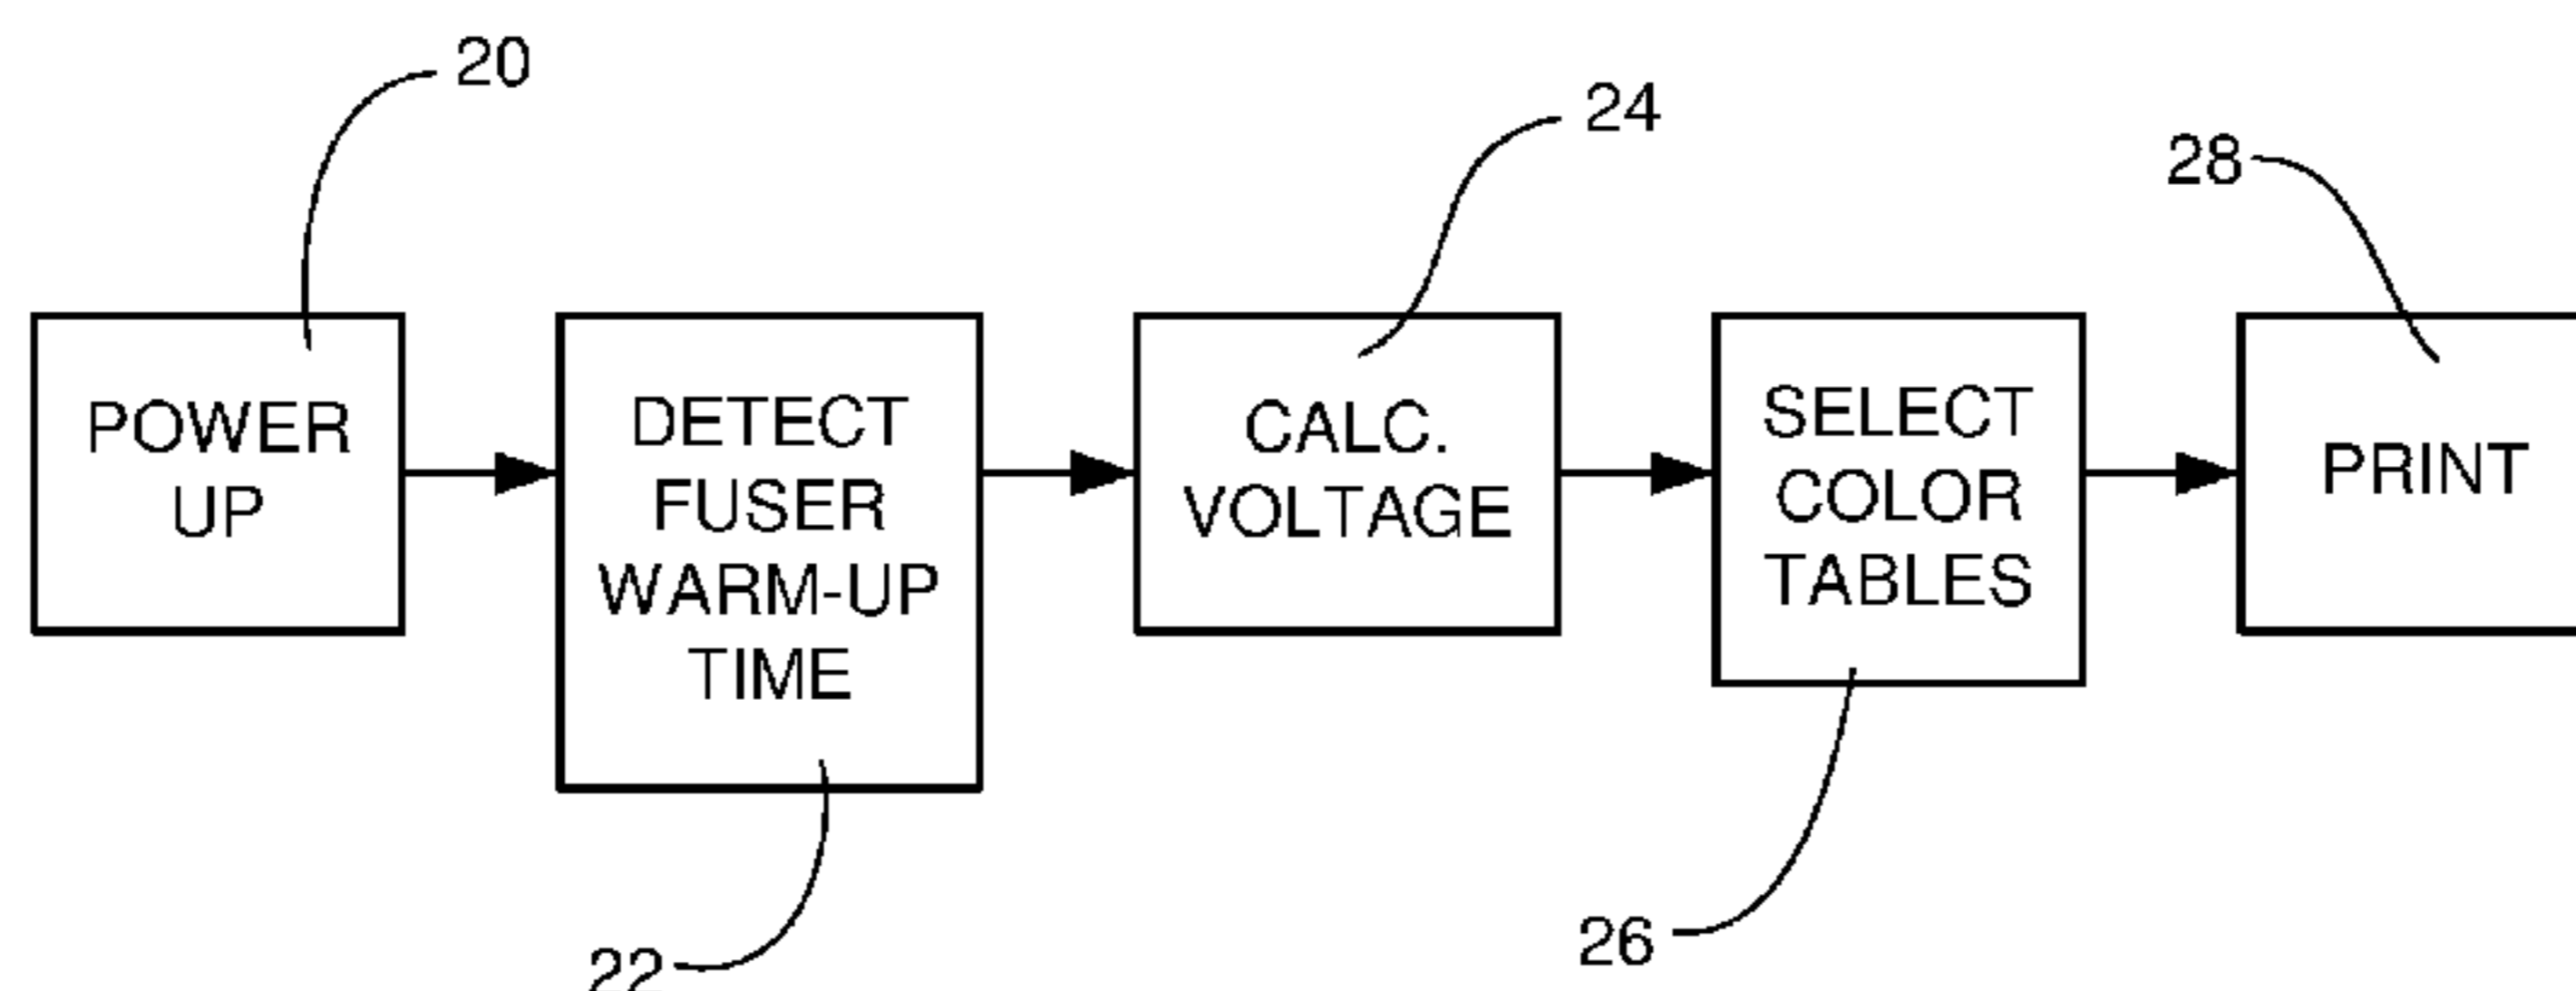 20
24
28
POWER
UP
DETECT
FUSER
WARM-UP
TIME
CALC.
VOLTAGE
SELECT
COLOR
TABLES
PRINT
22
26